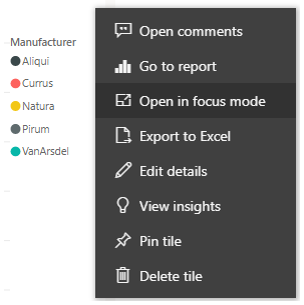 Manufacturer
Aliqui
Currus
Natura
Pirum
VanArsdel
Open comments
Go to report
Open in focus mode
Export to Excel
Edit details
View insights
Pin tile
Delete tile